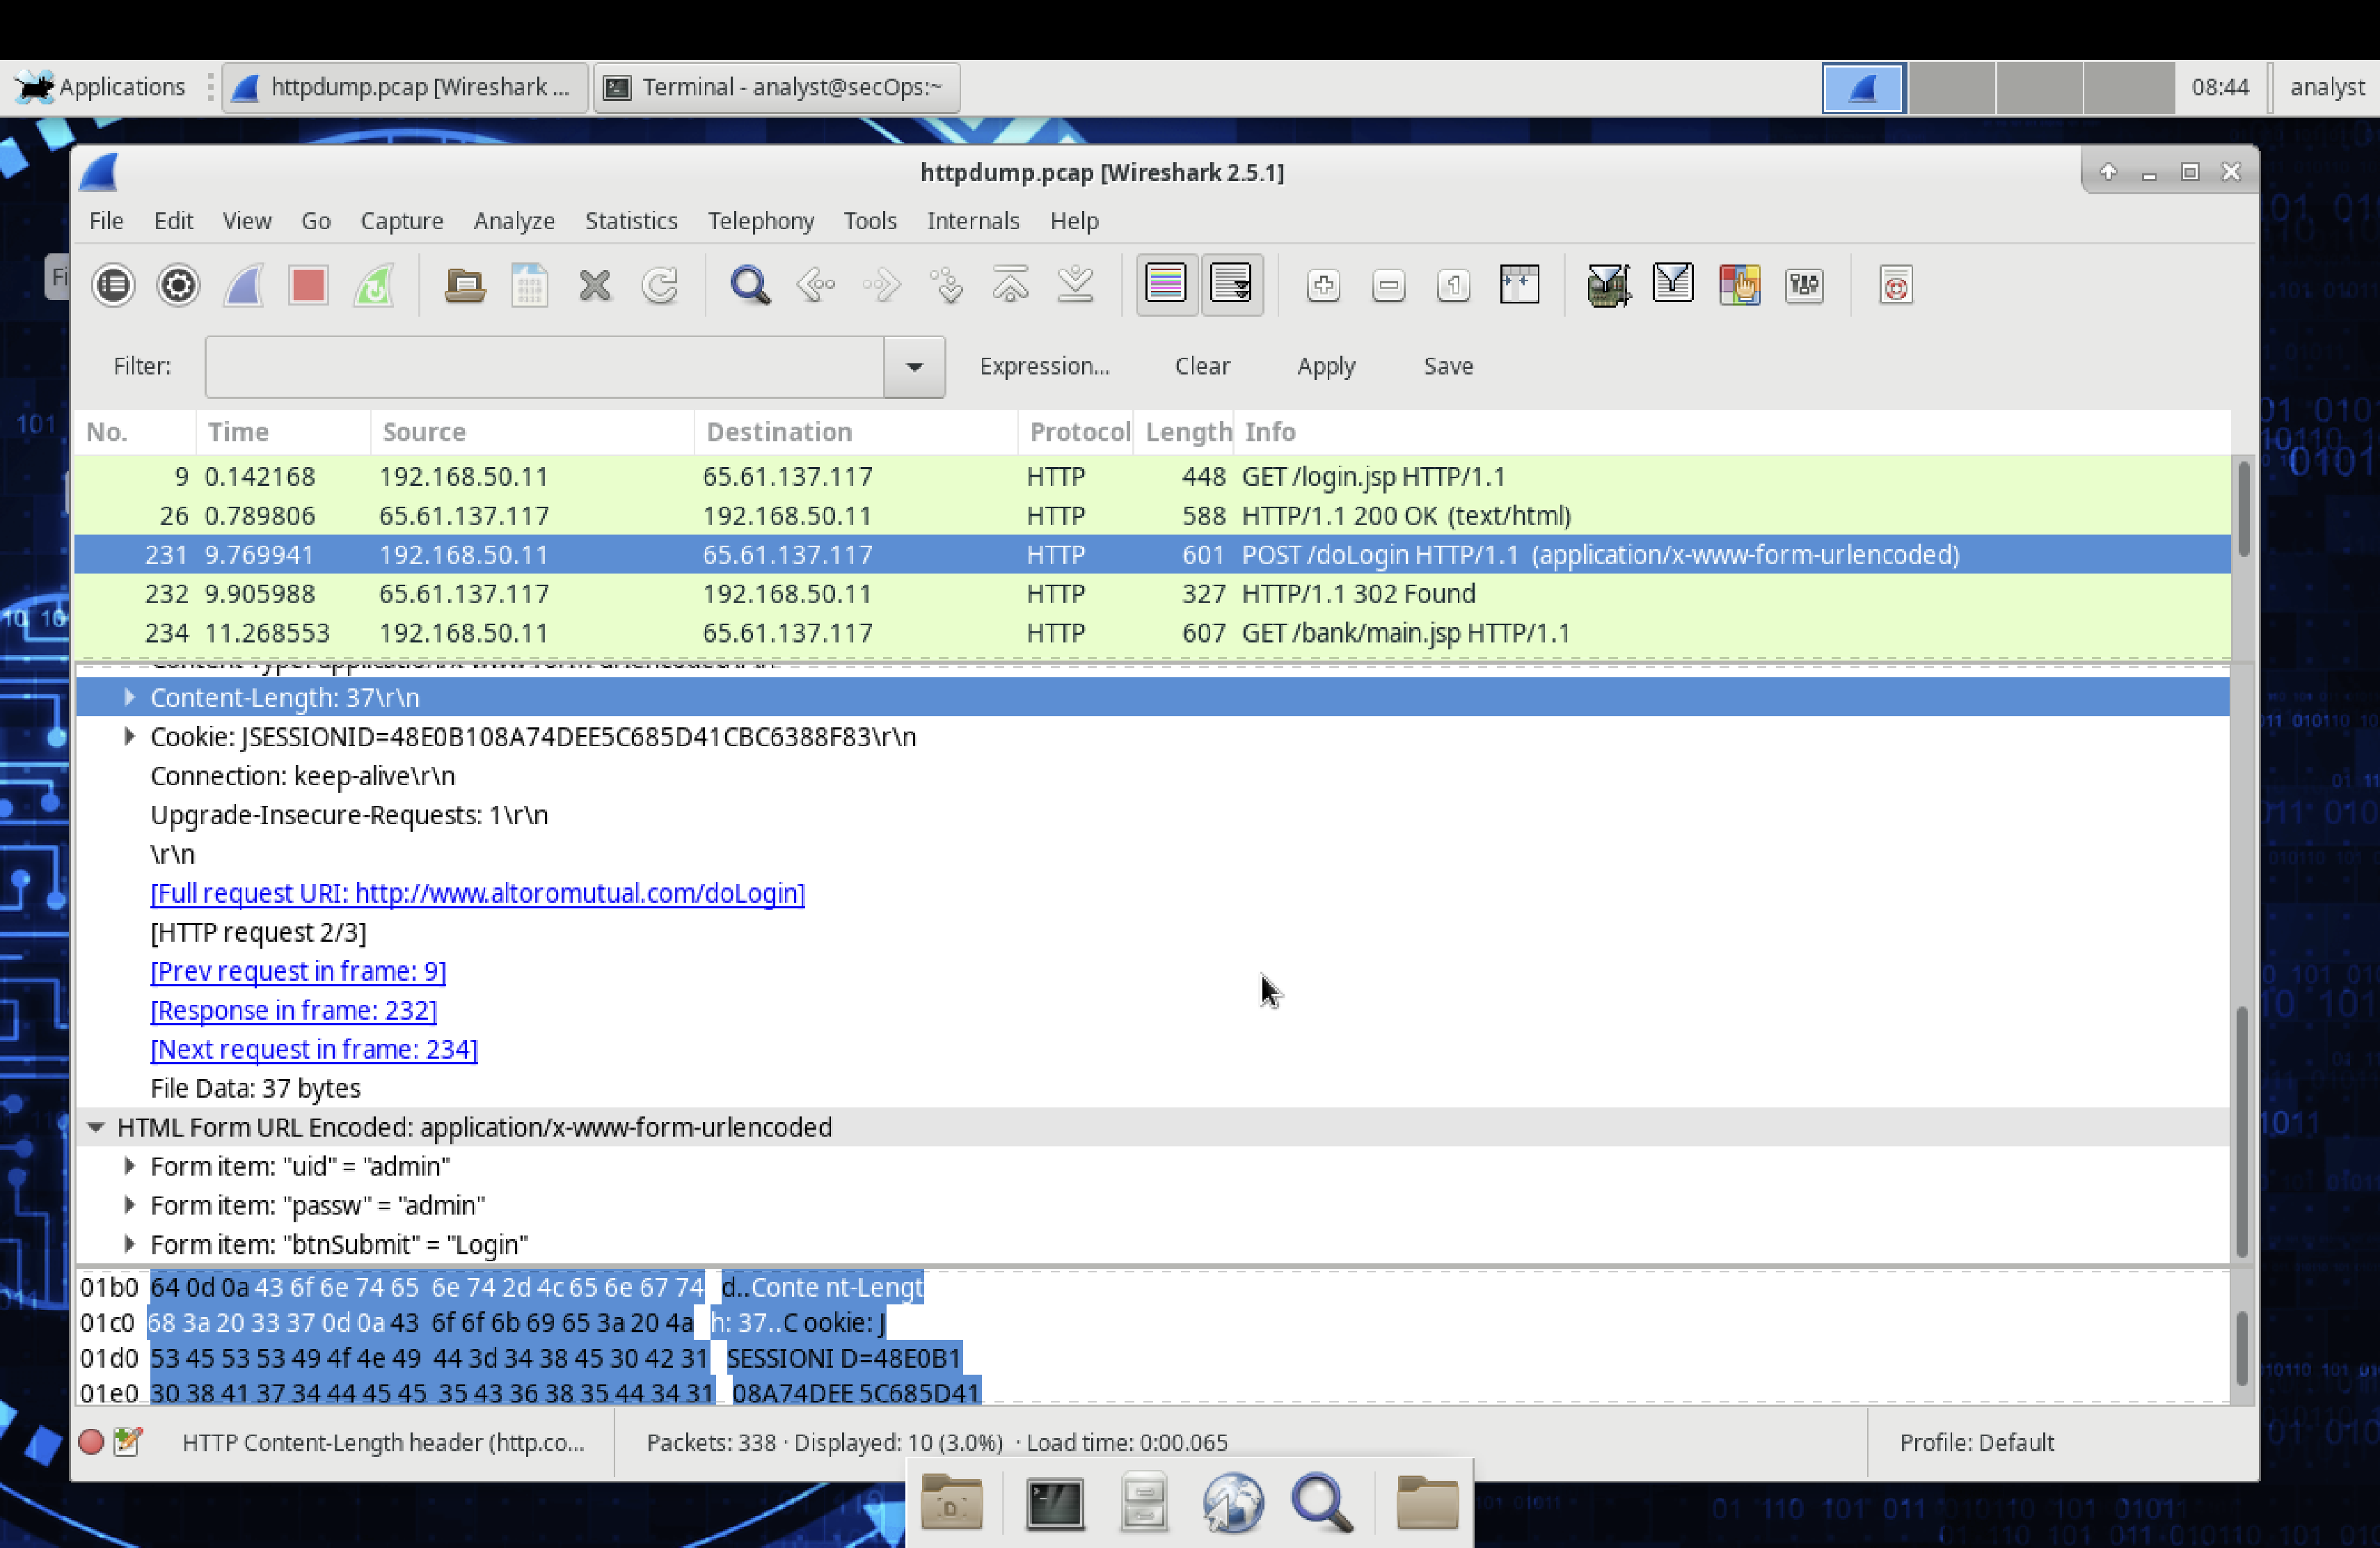 Applications httpdump.pcap [Wireshark ... Terminal - analyst@secOps:~ 08:44 analyst
httpdump.pcap [Wireshark 2.5.1]
File Edit View Go Capture Analyze Statistics Telephony Tools Internals Help
Filter: Expression... Clear Apply Save
No. Time Source Destination Protocol Length Info
9 0.142168 192.168.50.11 65.61.137.117 HTTP 448 GET /login.jsp HTTP/1.1
26 0.789806 65.61.137.117 192.168.50.11 HTTP 588 HTTP/1.1 200 OK (text/html)
231 9.769941 192.168.50.11 65.61.137.117 HTTP 601 POST /doLogin HTTP/1.1 (application/x-www-form-urlencoded)
232 9.905988 65.61.137.117 192.168.50.11 HTTP 327 HTTP/1.1 302 Found
234 11.268553 192.168.50.11 65.61.137.117 HTTP 607 GET /bank/main.jsp HTTP/1.1
Content-Length: 37\r\n
Cookie: JSESSIONID=48E0B108A74DEE5C685D41CBC6388F83\r\n
Connection: keep-alive\r\n
Upgrade-Insecure-Requests: 1\r\n
\r\n
[Full request URI: http://www.altoromutual.com/doLogin]
[HTTP request 2/3]
[Prev request in frame: 9]
[Response in frame: 232]
[Next request in frame: 234]
File Data: 37 bytes
HTML Form URL Encoded: application/x-www-form-urlencoded
Form item: "uid" = "admin"
Form item: "passw" = "admin"
Form item: "btnSubmit" = "Login"
01b0 64 0d 0a 43 6f 6e 74 65 6e 74 2d 4c 65 6e 67 74 d..Conte nt-Lengt
01c0 68 3a 20 33 37 0d 0a 43 6f 6f 6b 69 65 3a 20 4a h: 37..C ookie: J
01d0 53 45 53 53 49 4f 4e 49 44 3d 34 38 45 30 42 31 SESSIONI D=48E0B1
01e0 30 38 41 37 34 44 45 45 35 43 36 38 35 44 34 31 08A74DEE 5C685D41
HTTP Content-Length header (http.co... Packets: 338 · Displayed: 10 (3.0%) · Load time: 0:00.065 Profile: Default